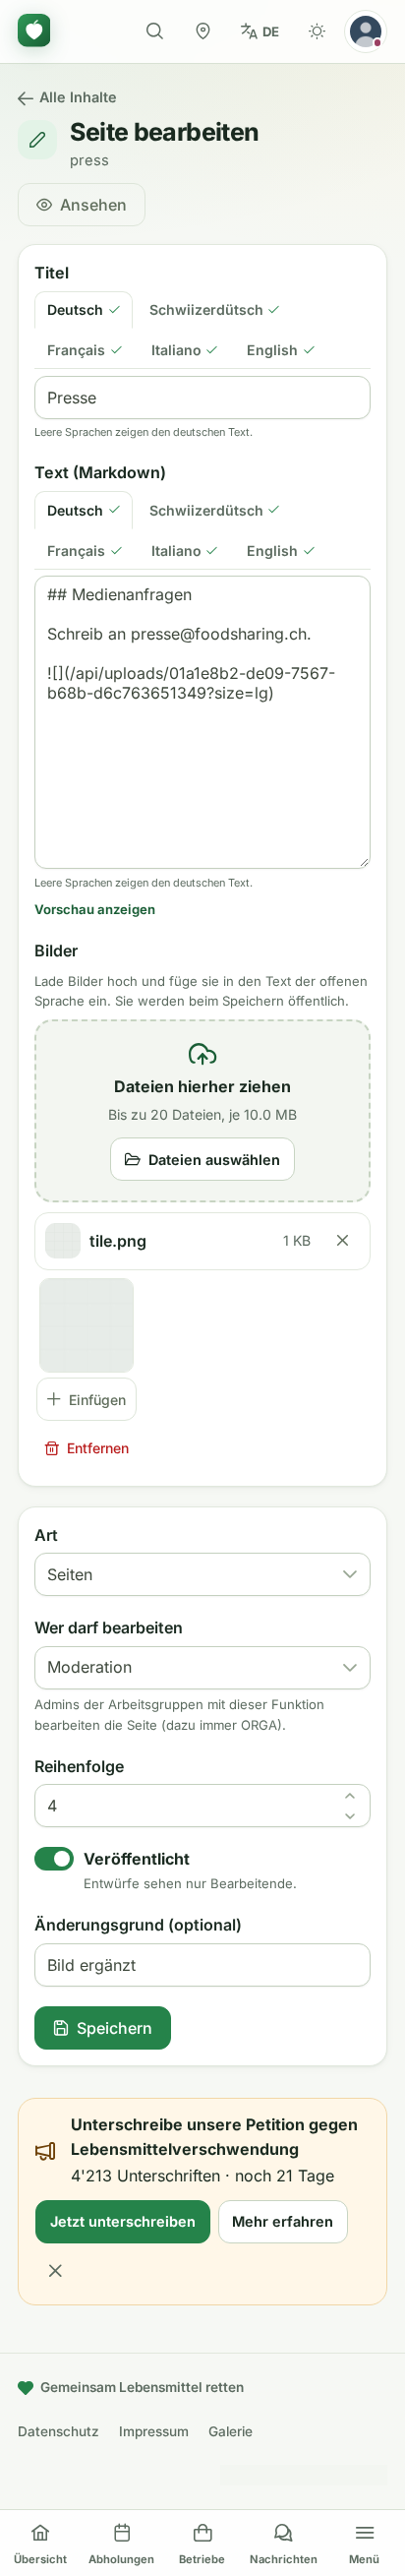 DE
Alle Inhalte
Seite bearbeiten
press
Ansehen
Titel
Deutsch
Schwiizerdütsch
Français
Italiano
English
Presse
Leere Sprachen zeigen den deutschen Text.
Text (Markdown)
Deutsch
Schwiizerdütsch
Français
Italiano
English
## Medienanfragen
Schreib an presse@foodsharing.ch.
![](/api/uploads/01a1e8b2-de09-7567-
b68b-d6c763651349?size=lg)
Leere Sprachen zeigen den deutschen Text.
Vorschau anzeigen
Bilder
Lade Bilder hoch und füge sie in den Text der offenen
Sprache ein. Sie werden beim Speichern öffentlich.
Dateien hierher ziehen
Bis zu 20 Dateien, je 10.0 MB
Dateien auswählen
tile.png
1 KB
Einfügen
Entfernen
Art
Seiten
Wer darf bearbeiten
Moderation
Admins der Arbeitsgruppen mit dieser Funktion
bearbeiten die Seite (dazu immer ORGA).
Reihenfolge
4
Veröffentlicht
Entwürfe sehen nur Bearbeitende.
Änderungsgrund (optional)
Bild ergänzt
Speichern
Unterschreibe unsere Petition gegen
Lebensmittelverschwendung
4'213 Unterschriften · noch 21 Tage
Jetzt unterschreiben
Mehr erfahren
Gemeinsam Lebensmittel retten
Datenschutz
Impressum
Galerie
Übersicht
Abholungen
Betriebe
Nachrichten
Menü